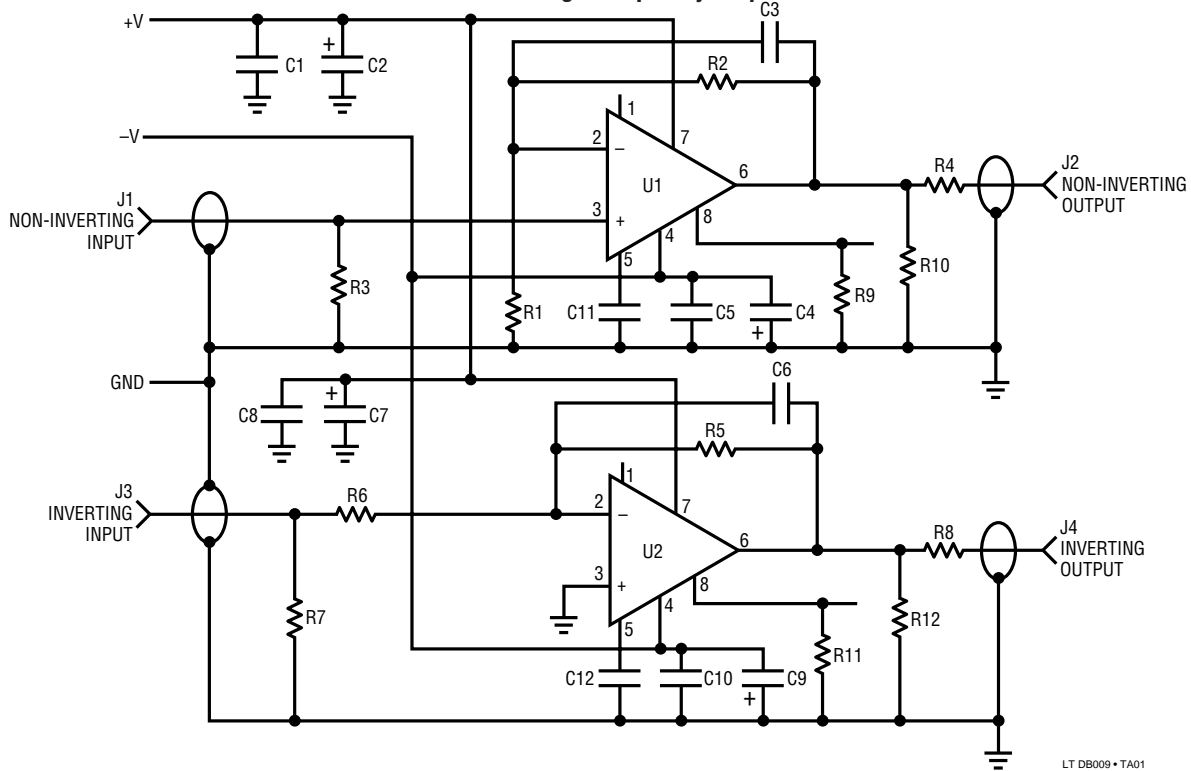 +V
C1
+
C2
C3
R2
–V
1
2
–
7
U1
6
3
+
8
4
5
J1
NON-INVERTING
INPUT
R3
R4
J2
NON-INVERTING
OUTPUT
R10
R9
R1
C11
C5
C4
+
GND
C8
+
C7
C6
R5
J3
INVERTING
INPUT
R6
1
2
–
7
U2
6
3
+
8
4
5
R8
J4
INVERTING
OUTPUT
R7
R12
R11
C12
C10
C9
+
LT DB009 • TA01